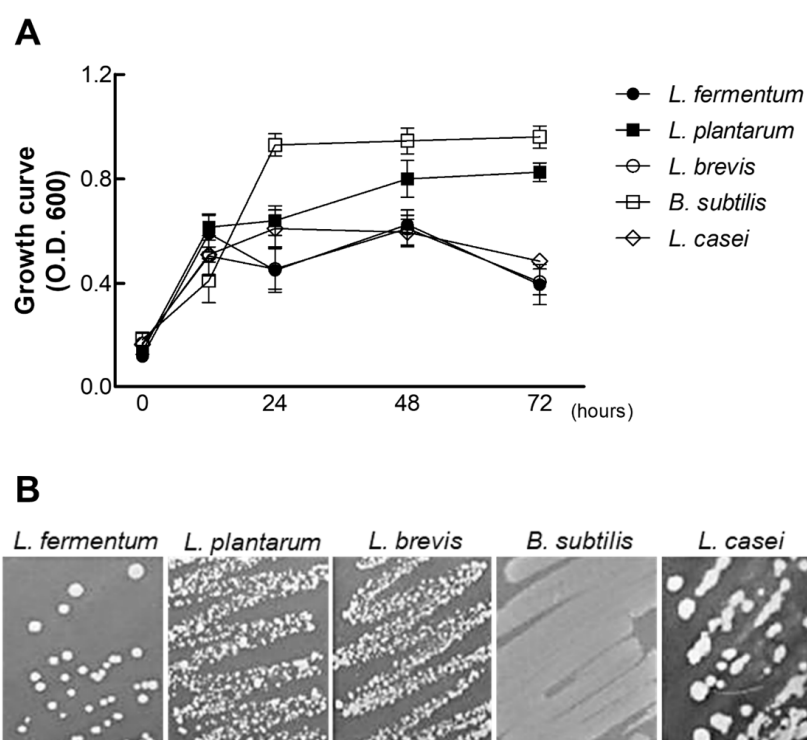 A
Growth curve
(O.D. 600)
1.2
0.8
0.4
0.0
0
24
48
72
(hours)
L. fermentum
L. plantarum
L. brevis
B. subtilis
L. casei
B
L. fermentum
L. plantarum
L. brevis
B. subtilis
L. casei